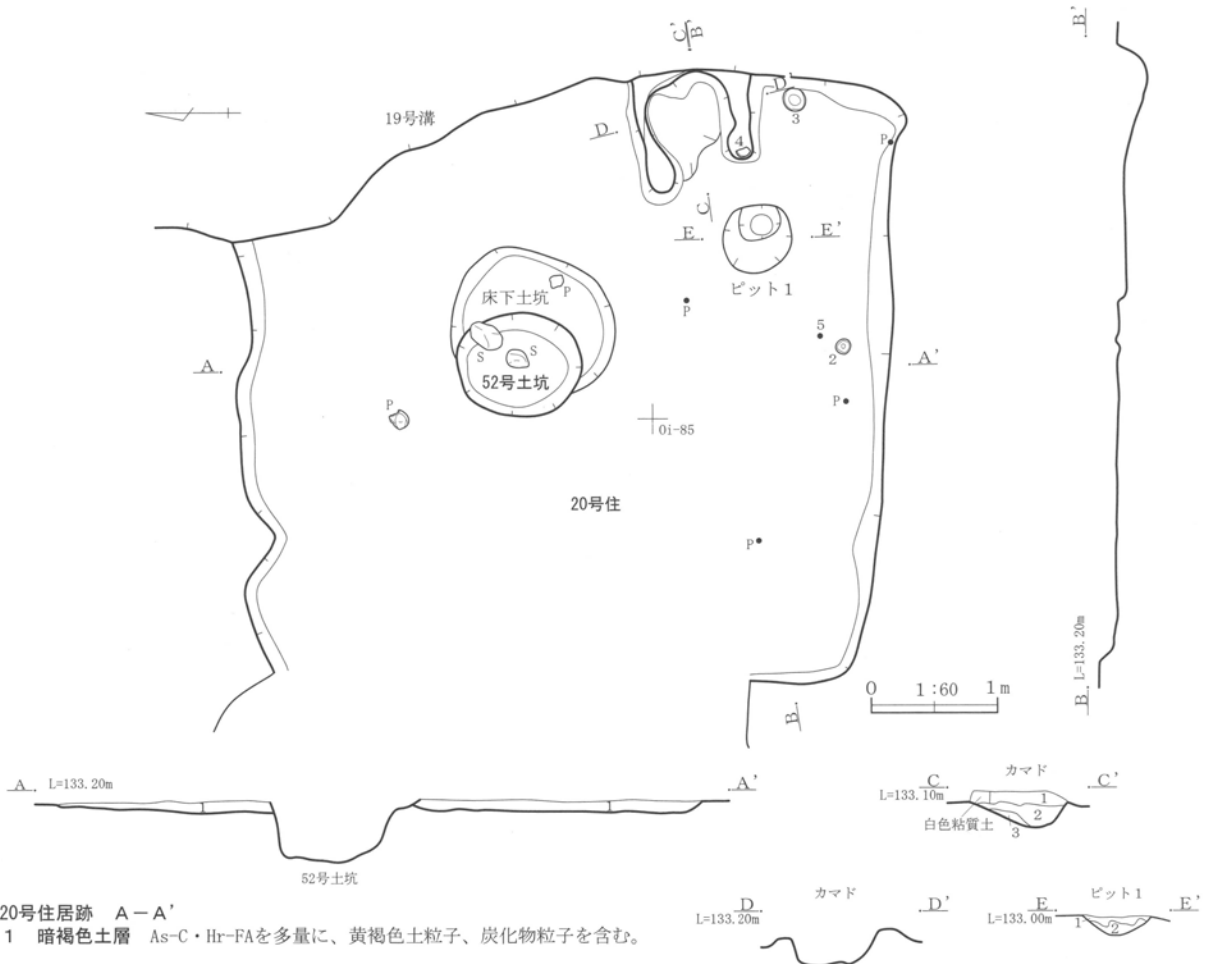 C'
B
B'
19号溝
D
D'
3
4
P
C
E
E'
ピット1
床下土坑
P
P
S
S
52号土坑
5
2
A
A'
P
P
Oi-85
20号住
P
B
0 1:60 1m
B L=133.20m
A L=133.20m
A'
52号土坑
カマド
C
C'
L=133.10m
1
2
3
白色粘質土
カマド
D
D'
L=133.20m
ピット1
E
E'
L=133.00m
1
2
20号住居跡 A-A'
1 暗褐色土層 As-C・Hr-FAを多量に、黄褐色土粒子、炭化物粒子を含む。